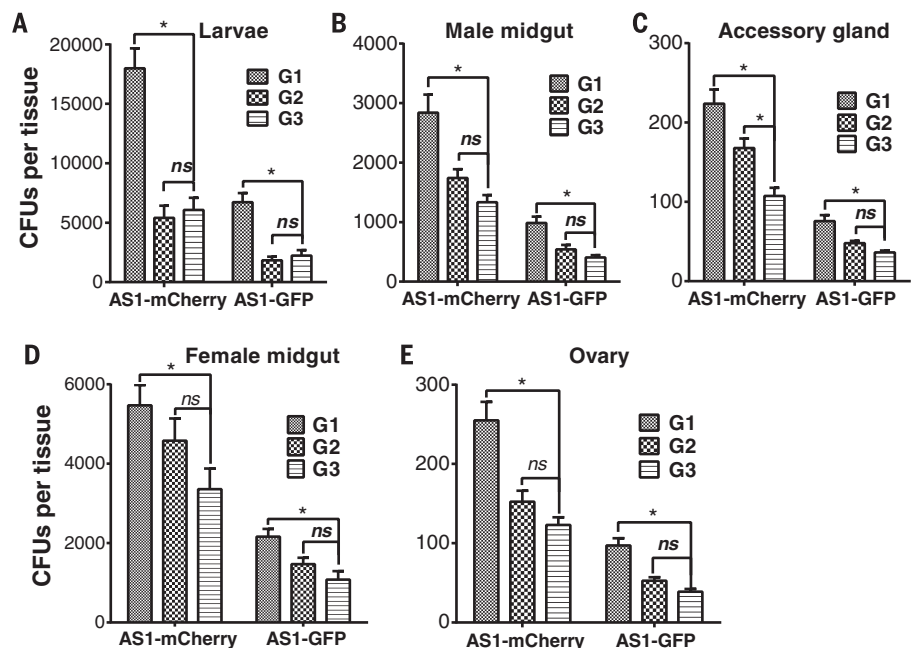 A Larvae
CFUs per tissue
20000
15000
10000
5000
0
*
ns
*
ns
G1
G2
G3
AS1-mCherry AS1-GFP
B Male midgut
4000
3000
2000
1000
0
*
ns
*
ns
G1
G2
G3
AS1-mCherry AS1-GFP
C Accessory gland
300
200
100
0
*
*
*
ns
G1
G2
G3
AS1-mCherry AS1-GFP
D Female midgut
CFUs per tissue
6000
4000
2000
0
*
ns
*
ns
G1
G2
G3
AS1-mCherry AS1-GFP
E Ovary
300
200
100
0
*
ns
*
ns
G1
G2
G3
AS1-mCherry AS1-GFP